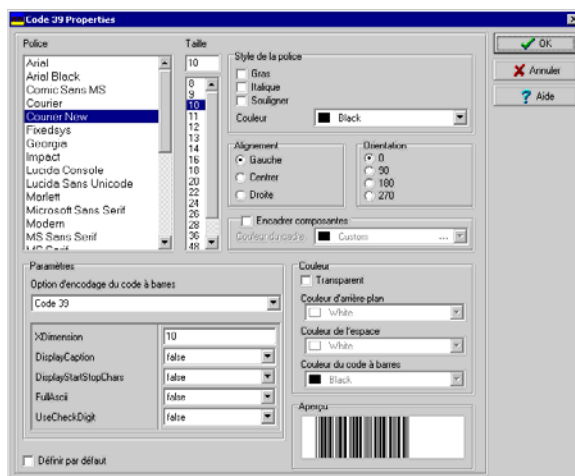 Code 39 Properties
Police
Taille
Arial
Arial Black
Comic Sans MS
Courier
Courier New
Fixedsys
Georgia
Impact
Lucida Console
Lucida Sans Unicode
Marlett
Microsoft Sans Serif
Modern
MS Sans Serif
MS Serif
10
8
9
10
11
12
13
14
16
18
20
22
24
26
28
36
48
Style de la police
Gras
Italique
Souligner
Couleur
Black
Alignement
Gauche
Centrer
Droite
Orientation
0
90
180
270
Encadrer composantes
Couleur du cadre
Custom
...
OK
Annuler
Aide
Paramètres
Option d'encodage du code à barres
Code 39
XDimension
10
DisplayCaption
false
DisplayStartStopChars
false
FullAscii
false
UseCheckDigit
false
Définir par défaut
Couleur
Transparent
Couleur d'arrière plan
White
Couleur de l'espace
White
Couleur du code à barres
Black
Aperçu